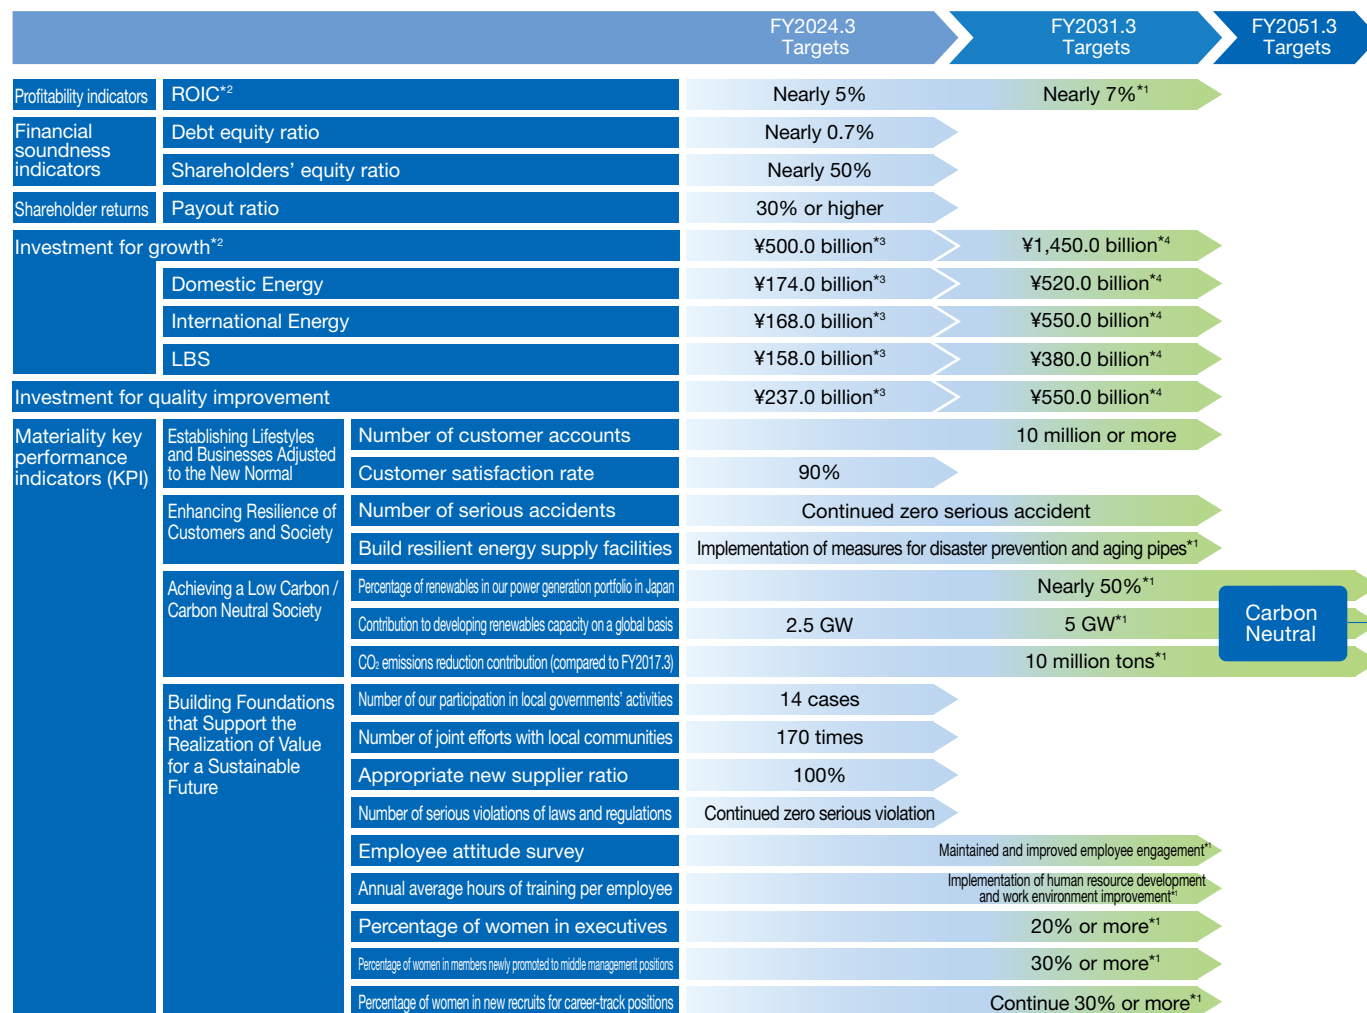 FY2024.3
Targets
FY2031.3
Targets
FY2051.3
Targets
Profitability indicators
ROIC*2
Nearly 5%
Nearly 7%*1
Financial
soundness
indicators
Debt equity ratio
Nearly 0.7%
Shareholders' equity ratio
Nearly 50%
Shareholder returns
Payout ratio
30% or higher
Investment for growth*2
¥500.0 billion*3
¥1,450.0 billion*4
Domestic Energy
¥174.0 billion*3
¥520.0 billion*4
International Energy
¥168.0 billion*3
¥550.0 billion*4
LBS
¥158.0 billion*3
¥380.0 billion*4
Investment for quality improvement
¥237.0 billion*3
¥550.0 billion*4
Materiality key
performance
indicators (KPI)
Establishing Lifestyles
and Businesses Adjusted
to the New Normal
Number of customer accounts
10 million or more
Customer satisfaction rate
90%
Enhancing Resilience of
Customers and Society
Number of serious accidents
Continued zero serious accident
Build resilient energy supply facilities
Implementation of measures for disaster prevention and aging pipes*1
Achieving a Low Carbon /
Carbon Neutral Society
Percentage of renewables in our power generation portfolio in Japan
Nearly 50%*1
Contribution to developing renewables capacity on a global basis
2.5 GW
5 GW*1
CO2 emissions reduction contribution (compared to FY2017.3)
10 million tons*1
Carbon
Neutral
Building Foundations
that Support the
Realization of Value
for a Sustainable
Future
Number of our participation in local governments' activities
14 cases
Number of joint efforts with local communities
170 times
Appropriate new supplier ratio
100%
Number of serious violations of laws and regulations
Continued zero serious violation
Employee attitude survey
Maintained and improved employee engagement*1
Annual average hours of training per employee
Implementation of human resource development
and work environment improvement*1
Percentage of women in executives
20% or more*1
Percentage of women in members newly promoted to middle management positions
30% or more*1
Percentage of women in new recruits for career-track positions
Continue 30% or more*1